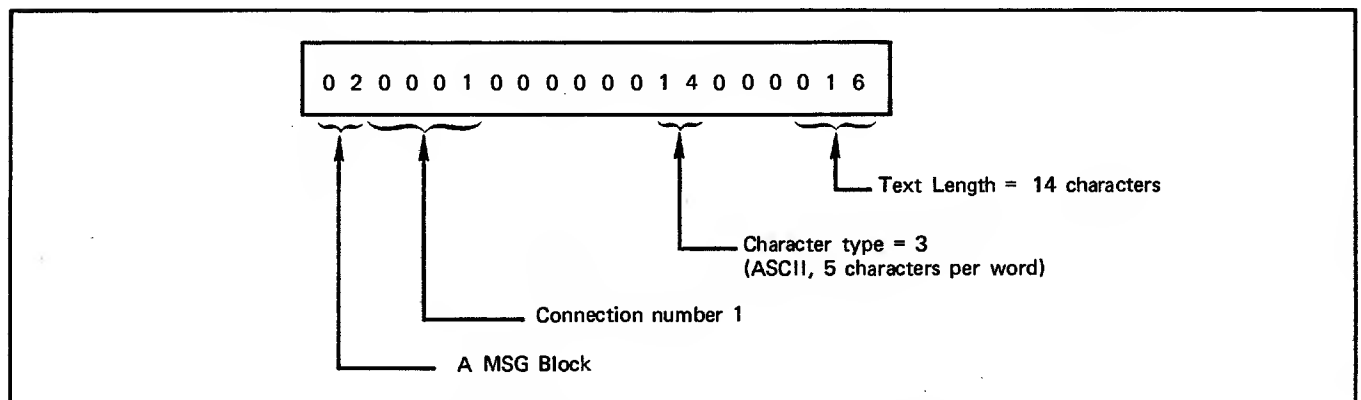 0 2 0 0 0 1 0 0 0 0 0 0 1 4 0 0 0 0 1 6
Text Length = 14 characters
Character type = 3
(ASCII, 5 characters per word)
Connection number 1
A MSG Block